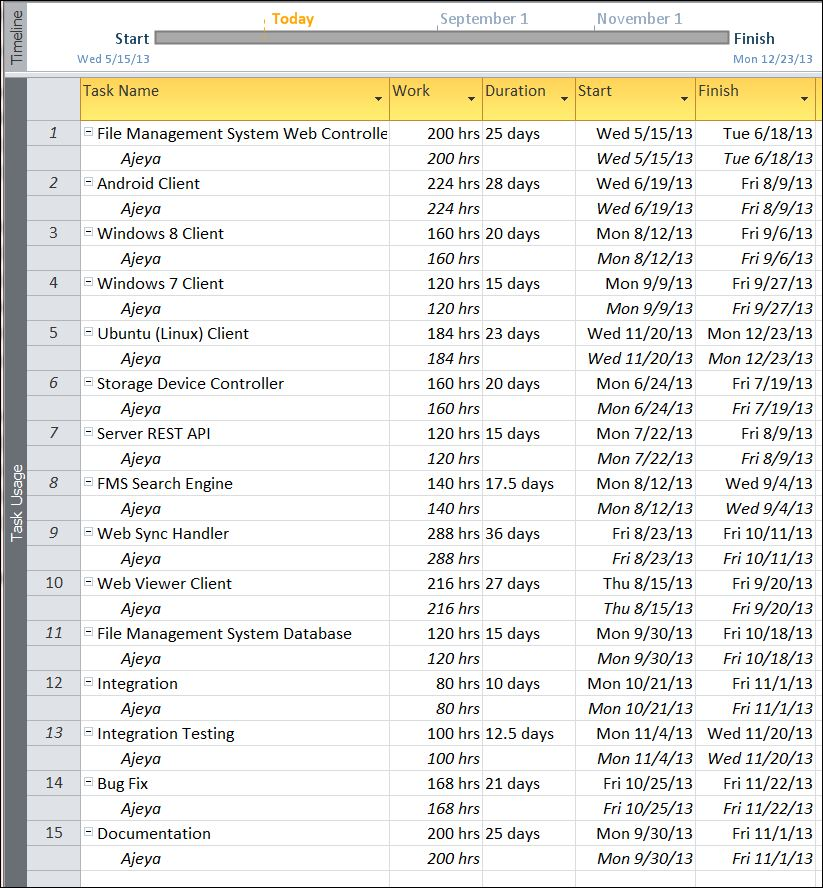 Timeline
Today
September 1 November 1
Start Finish
Wed 5/15/13 Mon 12/23/13
Task Usage
Task Name Work Duration Start Finish
1 File Management System Web Controlle 200 hrs 25 days Wed 5/15/13 Tue 6/18/13
Ajeya 200 hrs Wed 5/15/13 Tue 6/18/13
2 Android Client 224 hrs 28 days Wed 6/19/13 Fri 8/9/13
Ajeya 224 hrs Wed 6/19/13 Fri 8/9/13
3 Windows 8 Client 160 hrs 20 days Mon 8/12/13 Fri 9/6/13
Ajeya 160 hrs Mon 8/12/13 Fri 9/6/13
4 Windows 7 Client 120 hrs 15 days Mon 9/9/13 Fri 9/27/13
Ajeya 120 hrs Mon 9/9/13 Fri 9/27/13
5 Ubuntu (Linux) Client 184 hrs 23 days Wed 11/20/13 Mon 12/23/13
Ajeya 184 hrs Wed 11/20/13 Mon 12/23/13
6 Storage Device Controller 160 hrs 20 days Mon 6/24/13 Fri 7/19/13
Ajeya 160 hrs Mon 6/24/13 Fri 7/19/13
7 Server REST API 120 hrs 15 days Mon 7/22/13 Fri 8/9/13
Ajeya 120 hrs Mon 7/22/13 Fri 8/9/13
8 FMS Search Engine 140 hrs 17.5 days Mon 8/12/13 Wed 9/4/13
Ajeya 140 hrs Mon 8/12/13 Wed 9/4/13
9 Web Sync Handler 288 hrs 36 days Fri 8/23/13 Fri 10/11/13
Ajeya 288 hrs Fri 8/23/13 Fri 10/11/13
10 Web Viewer Client 216 hrs 27 days Thu 8/15/13 Fri 9/20/13
Ajeya 216 hrs Thu 8/15/13 Fri 9/20/13
11 File Management System Database 120 hrs 15 days Mon 9/30/13 Fri 10/18/13
Ajeya 120 hrs Mon 9/30/13 Fri 10/18/13
12 Integration 80 hrs 10 days Mon 10/21/13 Fri 11/1/13
Ajeya 80 hrs Mon 10/21/13 Fri 11/1/13
13 Integration Testing 100 hrs 12.5 days Mon 11/4/13 Wed 11/20/13
Ajeya 100 hrs Mon 11/4/13 Wed 11/20/13
14 Bug Fix 168 hrs 21 days Fri 10/25/13 Fri 11/22/13
Ajeya 168 hrs Fri 10/25/13 Fri 11/22/13
15 Documentation 200 hrs 25 days Mon 9/30/13 Fri 11/1/13
Ajeya 200 hrs Mon 9/30/13 Fri 11/1/13